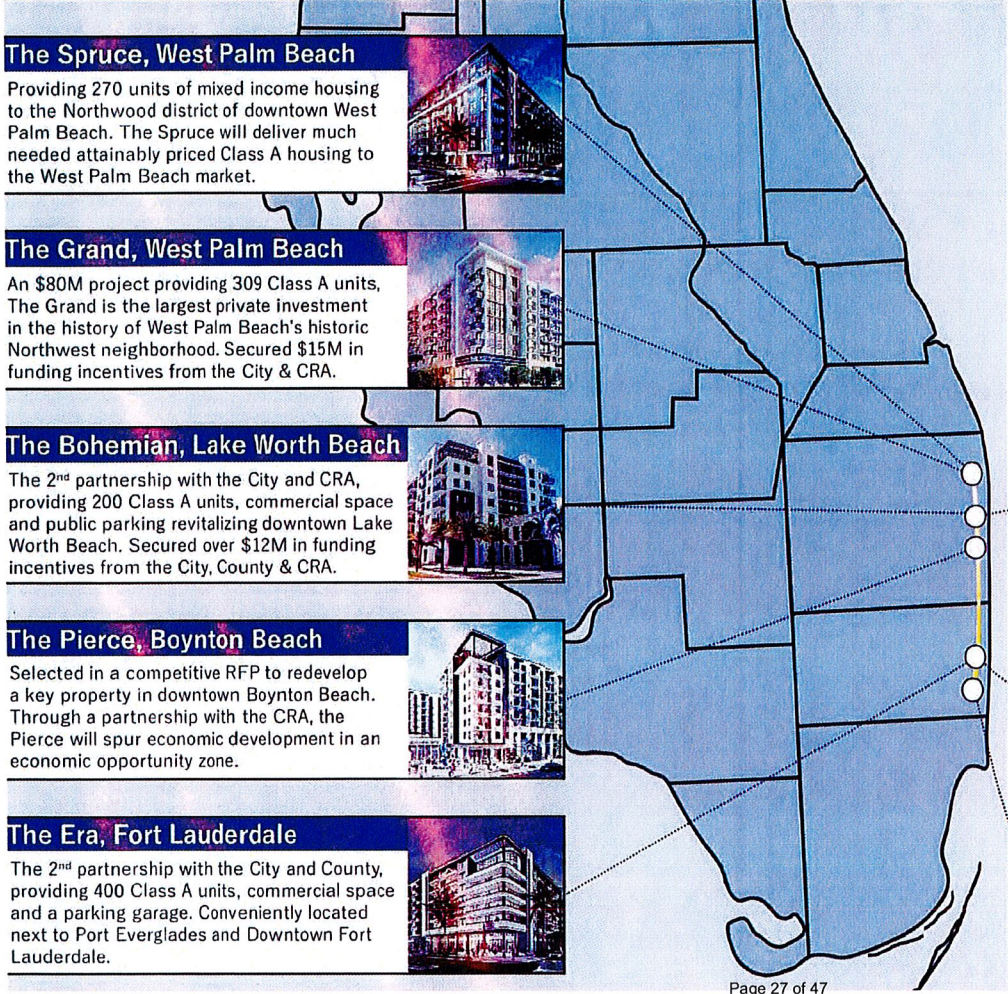 The Spruce, West Palm Beach
Providing 270 units of mixed income housing
to the Northwood district of downtown West
Palm Beach. The Spruce will deliver much
needed attainably priced Class A housing to
the West Palm Beach market.
The Grand, West Palm Beach
An $80M project providing 309 Class A units,
The Grand is the largest private investment
in the history of West Palm Beach's historic
Northwest neighborhood. Secured $15M in
funding incentives from the City & CRA.
The Bohemian, Lake Worth Beach
The 2nd partnership with the City and CRA,
providing 200 Class A units, commercial space
and public parking revitalizing downtown Lake
Worth Beach. Secured over $12M in funding
incentives from the City, County & CRA.
The Pierce, Boynton Beach
Selected in a competitive RFP to redevelop
a key property in downtown Boynton Beach.
Through a partnership with the CRA, the
Pierce will spur economic development in an
economic opportunity zone.
The Era, Fort Lauderdale
The 2nd partnership with the City and County,
providing 400 Class A units, commercial space
and a parking garage. Conveniently located
next to Port Everglades and Downtown Fort
Lauderdale.
Page 27 of 47